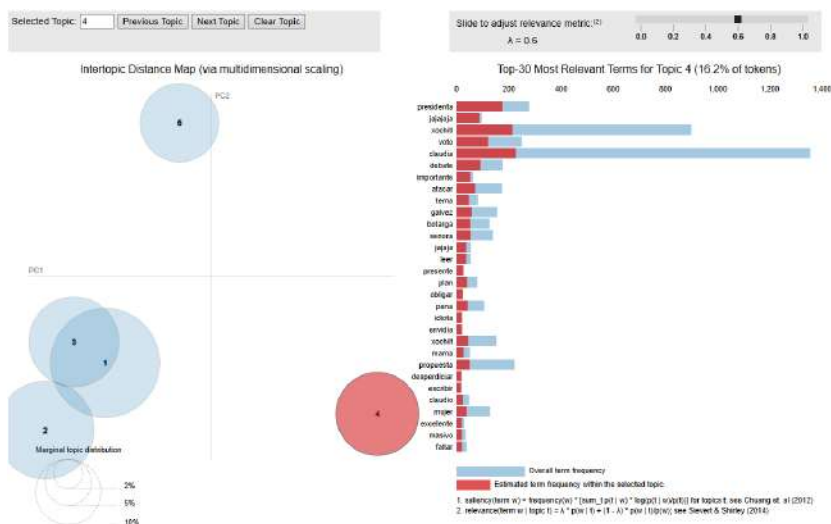 Selected Topic: 4 Previous Topic Next Topic Clear Topic
Slide to adjust relevance metric:(2)
λ = 0.6
0.0 0.2 0.4 0.6 0.8 1.0
Intertopic Distance Map (via multidimensional scaling)
PC2
PC1
6
3
1
2
4
Marginal topic distribution
2%
5%
10%
Top-30 Most Relevant Terms for Topic 4 (16.2% of tokens)
0 200 400 600 800 1,000 1,200 1,400
presidenta
jajajaja
xochitl
voto
claudia
debate
importante
atacar
tema
galvez
botarga
senora
jajaja
leer
presente
plan
obligar
pena
idiota
envidia
xochitl
mama
propuesta
desperdiciar
escribir
claudio
mujer
excelente
masivo
faltar
Overall term frequency
Estimated term frequency within the selected topic
1. saliency(term w) = frequency(w) * [sum_t p(t | w) * log(p(t | w)/p(t))] for topics t; see Chuang et. al (2012)
2. relevance(term w | topic t) = λ * p(w | t) + (1 - λ) * p(w | t)/p(w); see Sievert & Shirley (2014)